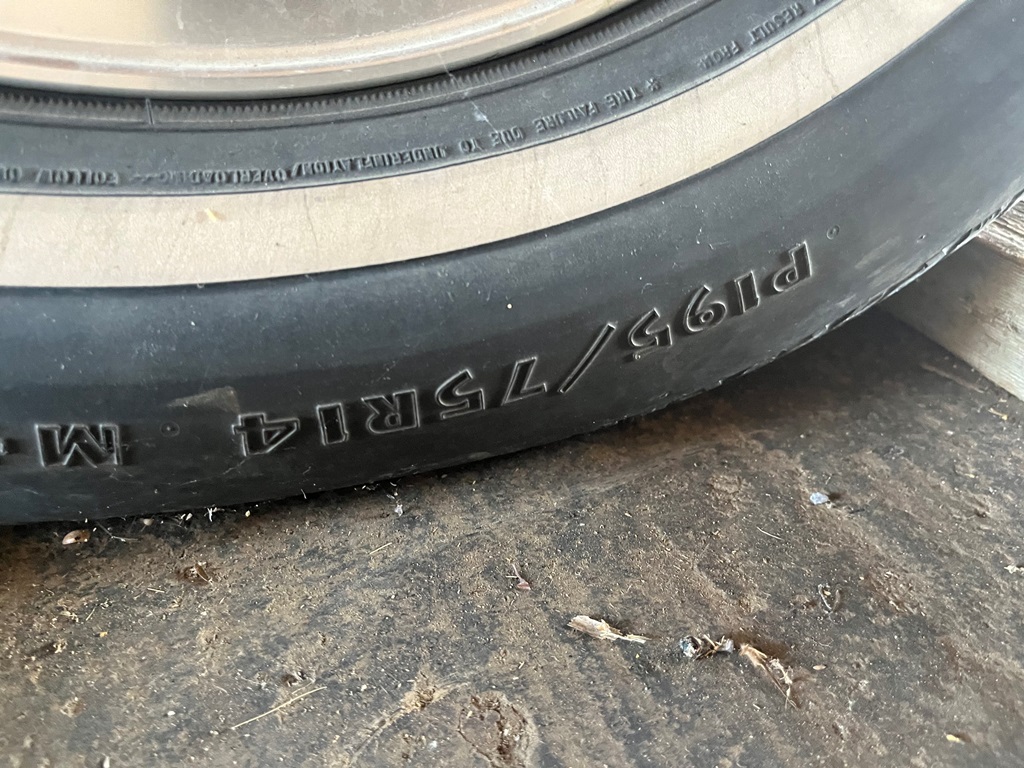 P195/75R14 . M
RESULT FROM
* TIRE FAILURE DUE TO UNDERINFLATION/OVERLOADING - FOLLOW